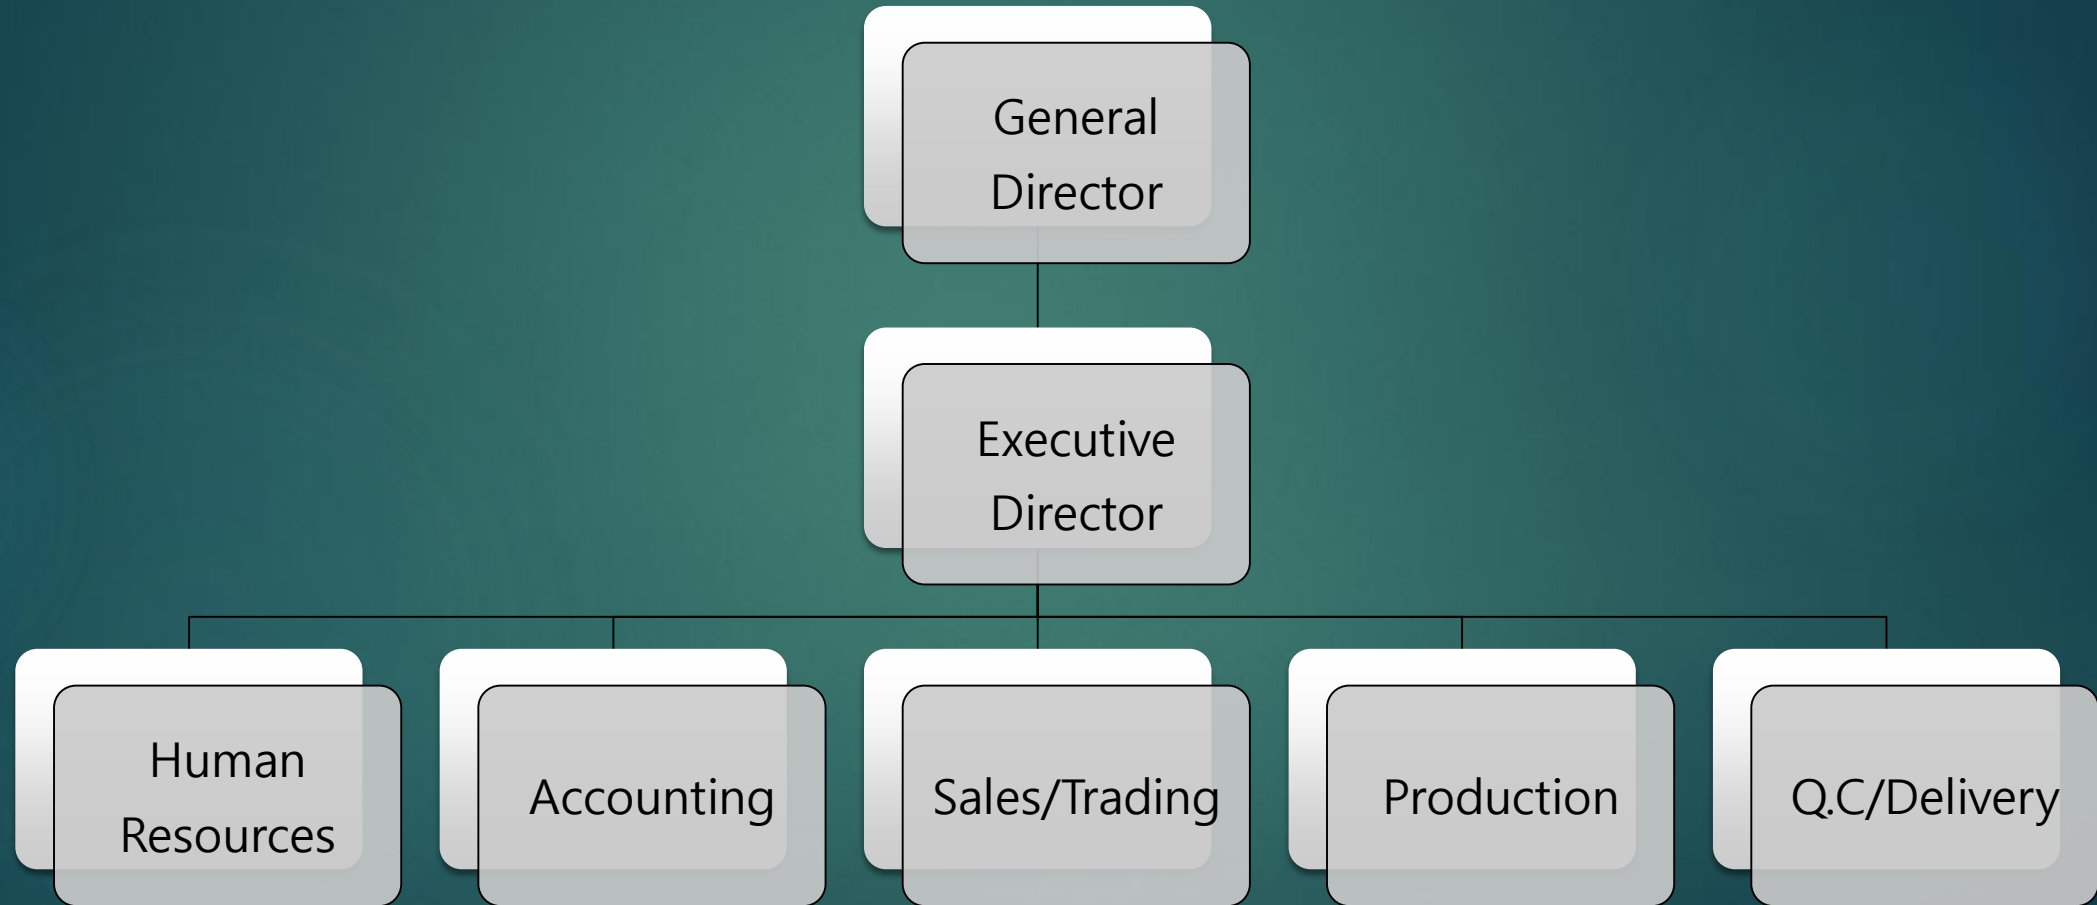 General
Director
Executive
Director
Human
Resources
Accounting
Sales/Trading
Production
Q.C/Delivery